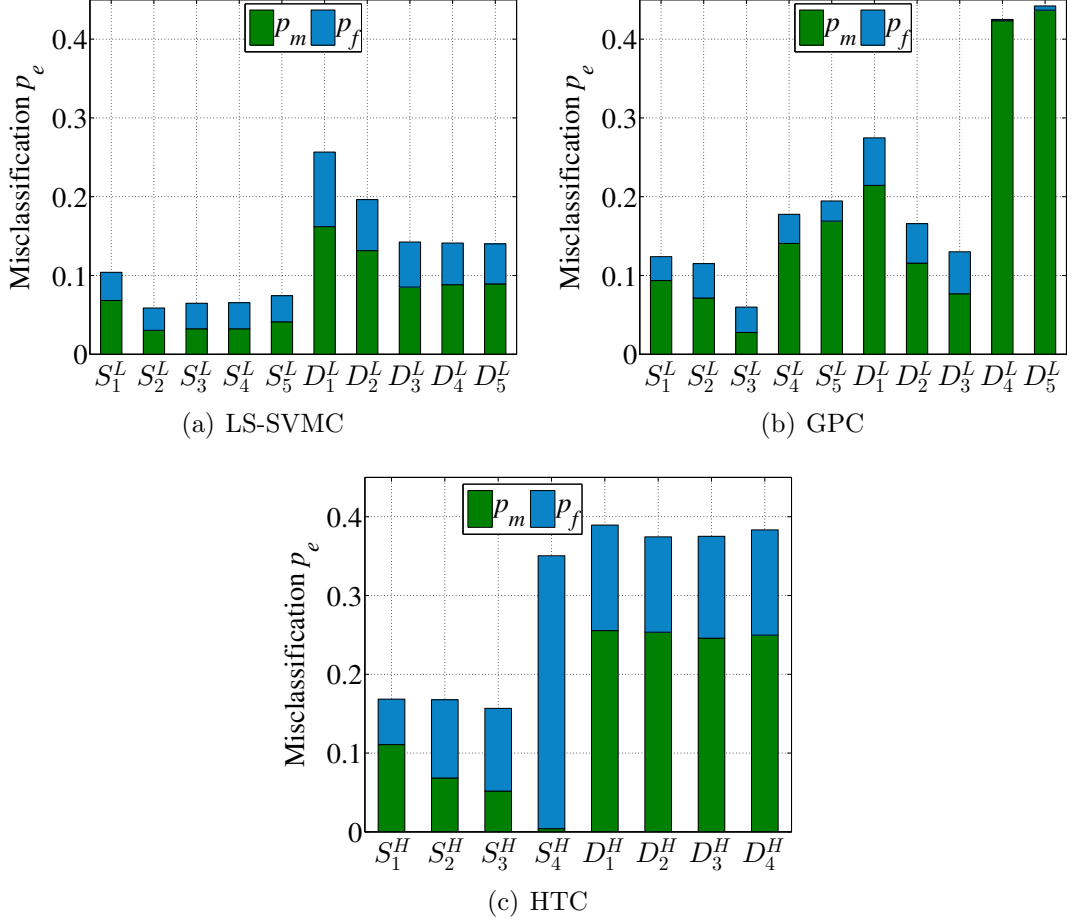 p_m p_f
Misclassification p_e
0.4
0.3
0.2
0.1
0
S_1^L S_2^L S_3^L S_4^L S_5^L D_1^L D_2^L D_3^L D_4^L D_5^L
(a) LS-SVMC
p_m p_f
Misclassification p_e
0.4
0.3
0.2
0.1
0
S_1^L S_2^L S_3^L S_4^L S_5^L D_1^L D_2^L D_3^L D_4^L D_5^L
(b) GPC
p_m p_f
Misclassification p_e
0.4
0.3
0.2
0.1
0
S_1^H S_2^H S_3^H S_4^H D_1^H D_2^H D_3^H D_4^H
(c) HTC